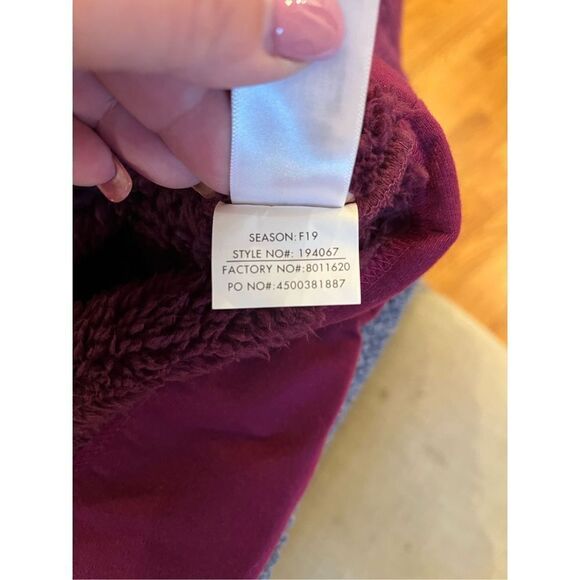 SEASON: F19
STYLE NO#: 194067
FACTORY NO#:8011620
PO NO#:4500381887